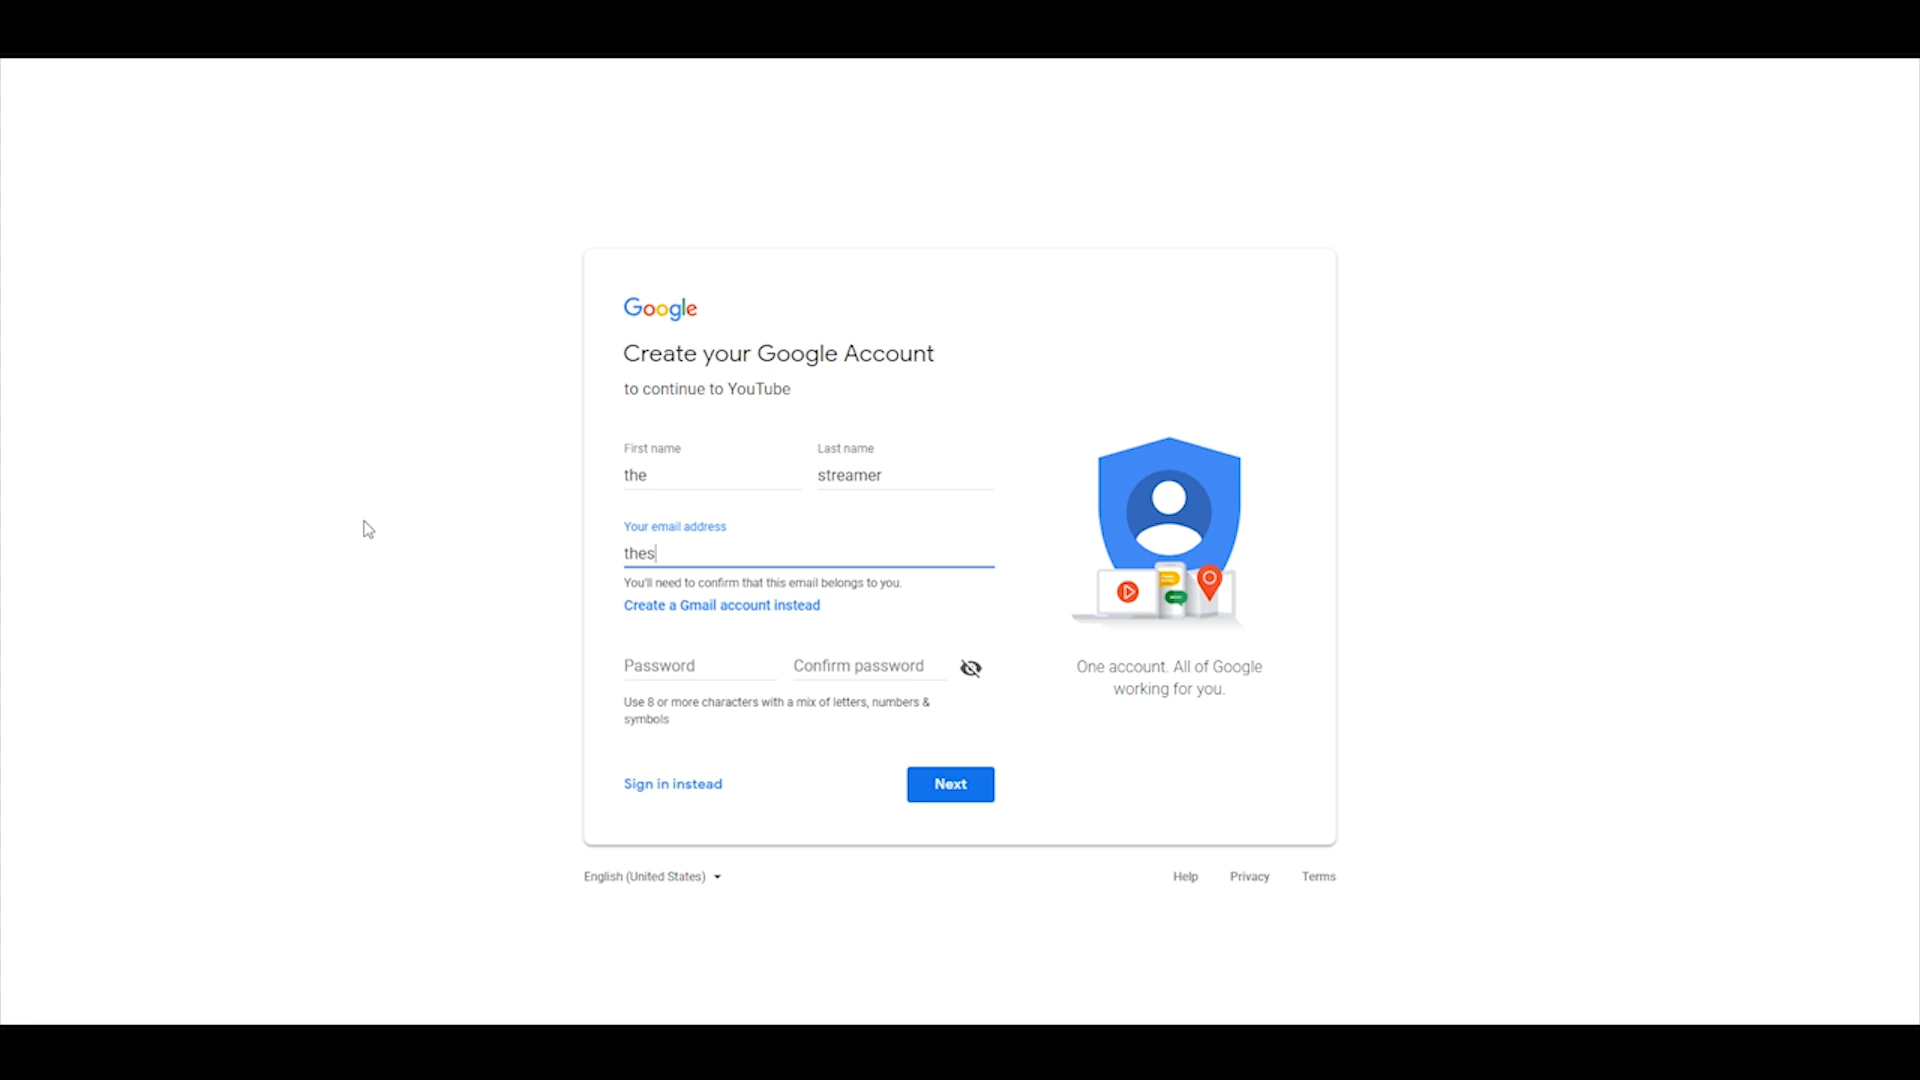 Google
Create your Google Account
to continue to YouTube
First name
Last name
the
streamer
Your email address
thes
You'll need to confirm that this email belongs to you.
Create a Gmail account instead
Password
Confirm password
Use 8 or more characters with a mix of letters, numbers &
symbols
Sign in instead
Next
One account. All of Google
working for you.
English (United States)
Help
Privacy
Terms